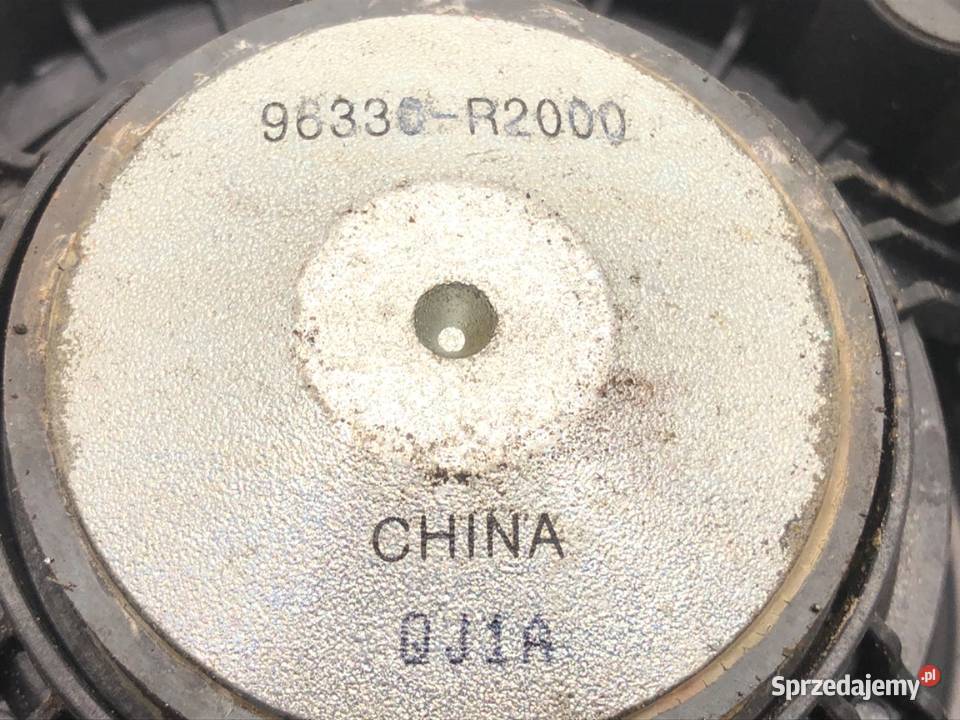 96330-R2000
CHINA
QJ1A
Sprzedajemy.pl